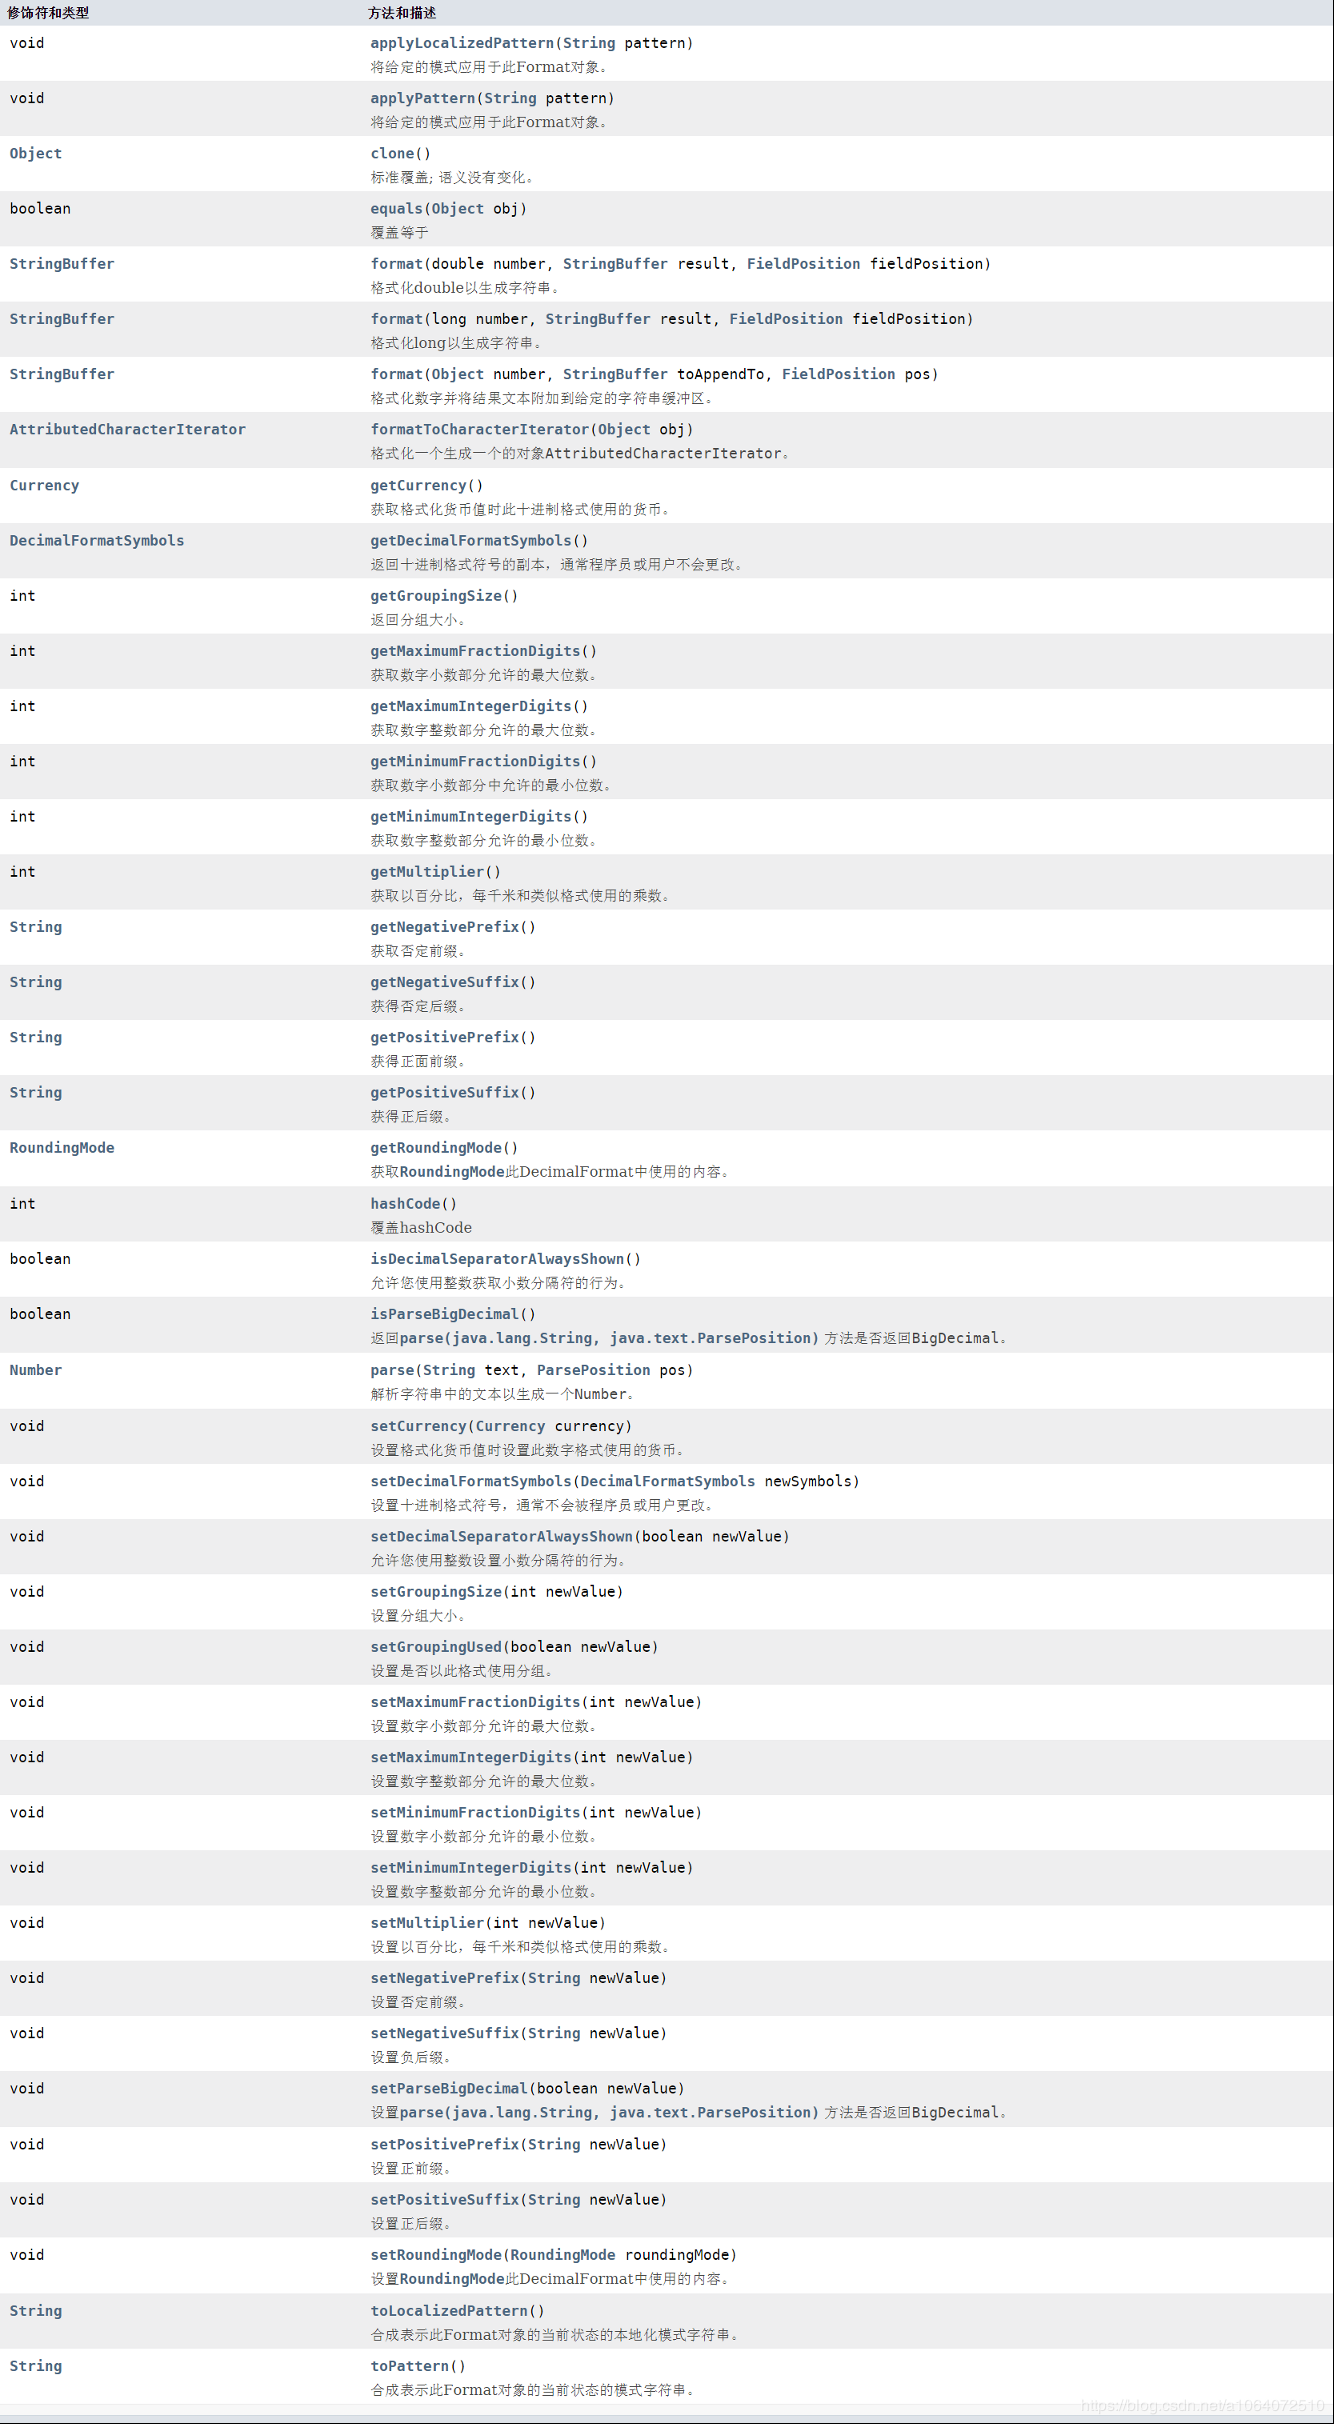 修饰符和类型 方法和描述
void applyLocalizedPattern(String pattern)
将给定的模式应用于此Format对象。
void applyPattern(String pattern)
将给定的模式应用于此Format对象。
Object clone()
标准覆盖; 语义没有变化。
boolean equals(Object obj)
覆盖等于
StringBuffer format(double number, StringBuffer result, FieldPosition fieldPosition)
格式化double以生成字符串。
StringBuffer format(long number, StringBuffer result, FieldPosition fieldPosition)
格式化long以生成字符串。
StringBuffer format(Object number, StringBuffer toAppendTo, FieldPosition pos)
格式化数字并将结果文本附加到给定的字符串缓冲区。
AttributedCharacterIterator formatToCharacterIterator(Object obj)
格式化一个生成一个的对象AttributedCharacterIterator。
Currency getCurrency()
获取格式化货币值时此十进制格式使用的货币。
DecimalFormatSymbols getDecimalFormatSymbols()
返回十进制格式符号的副本，通常程序员或用户不会更改。
int getGroupingSize()
返回分组大小。
int getMaximumFractionDigits()
获取数字小数部分允许的最大位数。
int getMaximumIntegerDigits()
获取数字整数部分允许的最大位数。
int getMinimumFractionDigits()
获取数字小数部分中允许的最小位数。
int getMinimumIntegerDigits()
获取数字整数部分允许的最小位数。
int getMultiplier()
获取以百分比，每千米和类似格式使用的乘数。
String getNegativePrefix()
获取否定前缀。
String getNegativeSuffix()
获得否定后缀。
String getPositivePrefix()
获得正面前缀。
String getPositiveSuffix()
获得正后缀。
RoundingMode getRoundingMode()
获取RoundingMode此DecimalFormat中使用的内容。
int hashCode()
覆盖hashCode
boolean isDecimalSeparatorAlwaysShown()
允许您使用整数获取小数分隔符的行为。
boolean isParseBigDecimal()
返回parse(java.lang.String, java.text.ParsePosition) 方法是否返回BigDecimal。
Number parse(String text, ParsePosition pos)
解析字符串中的文本以生成一个Number。
void setCurrency(Currency currency)
设置格式化货币值时设置此数字格式使用的货币。
void setDecimalFormatSymbols(DecimalFormatSymbols newSymbols)
设置十进制格式符号，通常不会被程序员或用户更改。
void setDecimalSeparatorAlwaysShown(boolean newValue)
允许您使用整数设置小数分隔符的行为。
void setGroupingSize(int newValue)
设置分组大小。
void setGroupingUsed(boolean newValue)
设置是否以此格式使用分组。
void setMaximumFractionDigits(int newValue)
设置数字小数部分允许的最大位数。
void setMaximumIntegerDigits(int newValue)
设置数字整数部分允许的最大位数。
void setMinimumFractionDigits(int newValue)
设置数字小数部分允许的最小位数。
void setMinimumIntegerDigits(int newValue)
设置数字整数部分允许的最小位数。
void setMultiplier(int newValue)
设置以百分比，每千米和类似格式使用的乘数。
void setNegativePrefix(String newValue)
设置否定前缀。
void setNegativeSuffix(String newValue)
设置负后缀。
void setParseBigDecimal(boolean newValue)
设置parse(java.lang.String, java.text.ParsePosition) 方法是否返回BigDecimal。
void setPositivePrefix(String newValue)
设置正前缀。
void setPositiveSuffix(String newValue)
设置正后缀。
void setRoundingMode(RoundingMode roundingMode)
设置RoundingMode此DecimalFormat中使用的内容。
String toLocalizedPattern()
合成表示此Format对象的当前状态的本地化模式字符串。
String toPattern()
合成表示此Format对象的当前状态的模式字符串。
https://blog.csdn.net/a1064072510